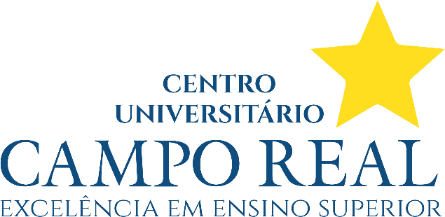 CENTRO
UNIVERSITÁRIO
CAMPO REAL
EXCELÊNCIA EM ENSINO SUPERIOR